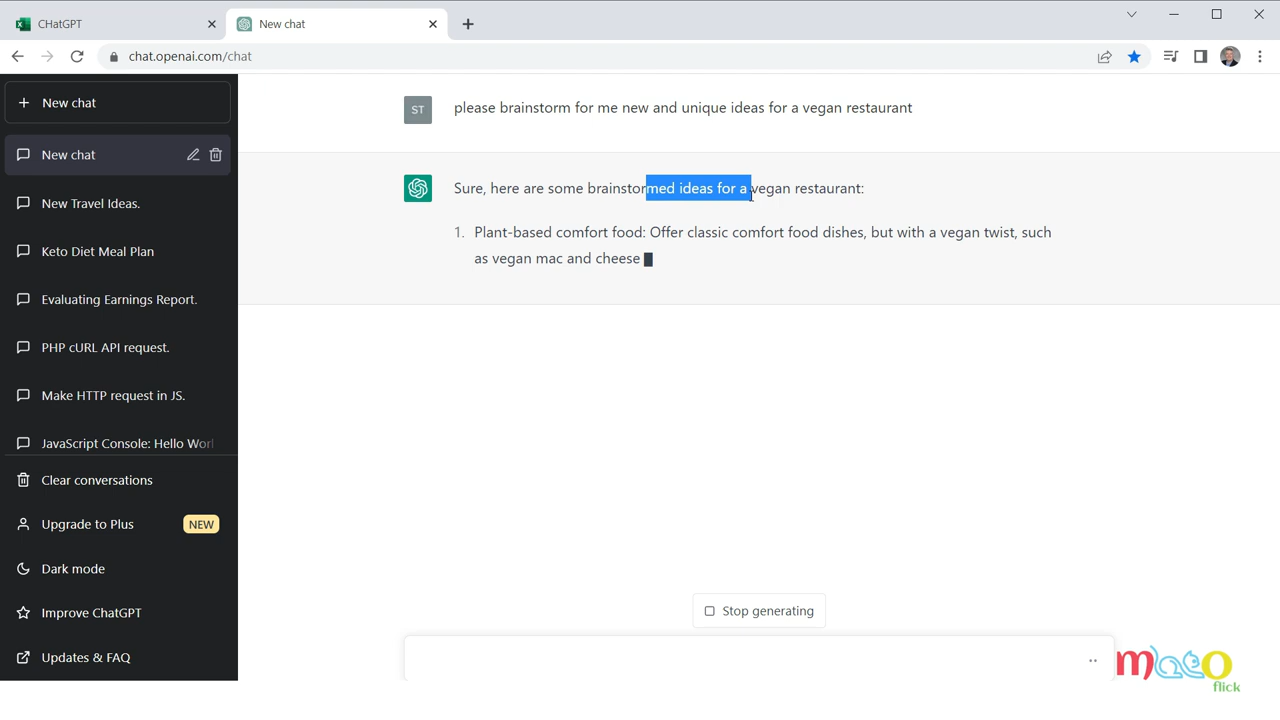 CHatGPT
New chat
chat.openai.com/chat
New chat
New chat
New Travel Ideas.
Keto Diet Meal Plan
Evaluating Earnings Report.
PHP cURL API request.
Make HTTP request in JS.
JavaScript Console: Hello Worl
Clear conversations
Upgrade to Plus NEW
Dark mode
Improve ChatGPT
Updates & FAQ
ST please brainstorm for me new and unique ideas for a vegan restaurant
Sure, here are some brainstormed ideas for a vegan restaurant:
1. Plant-based comfort food: Offer classic comfort food dishes, but with a vegan twist, such
as vegan mac and cheese
Stop generating
flick